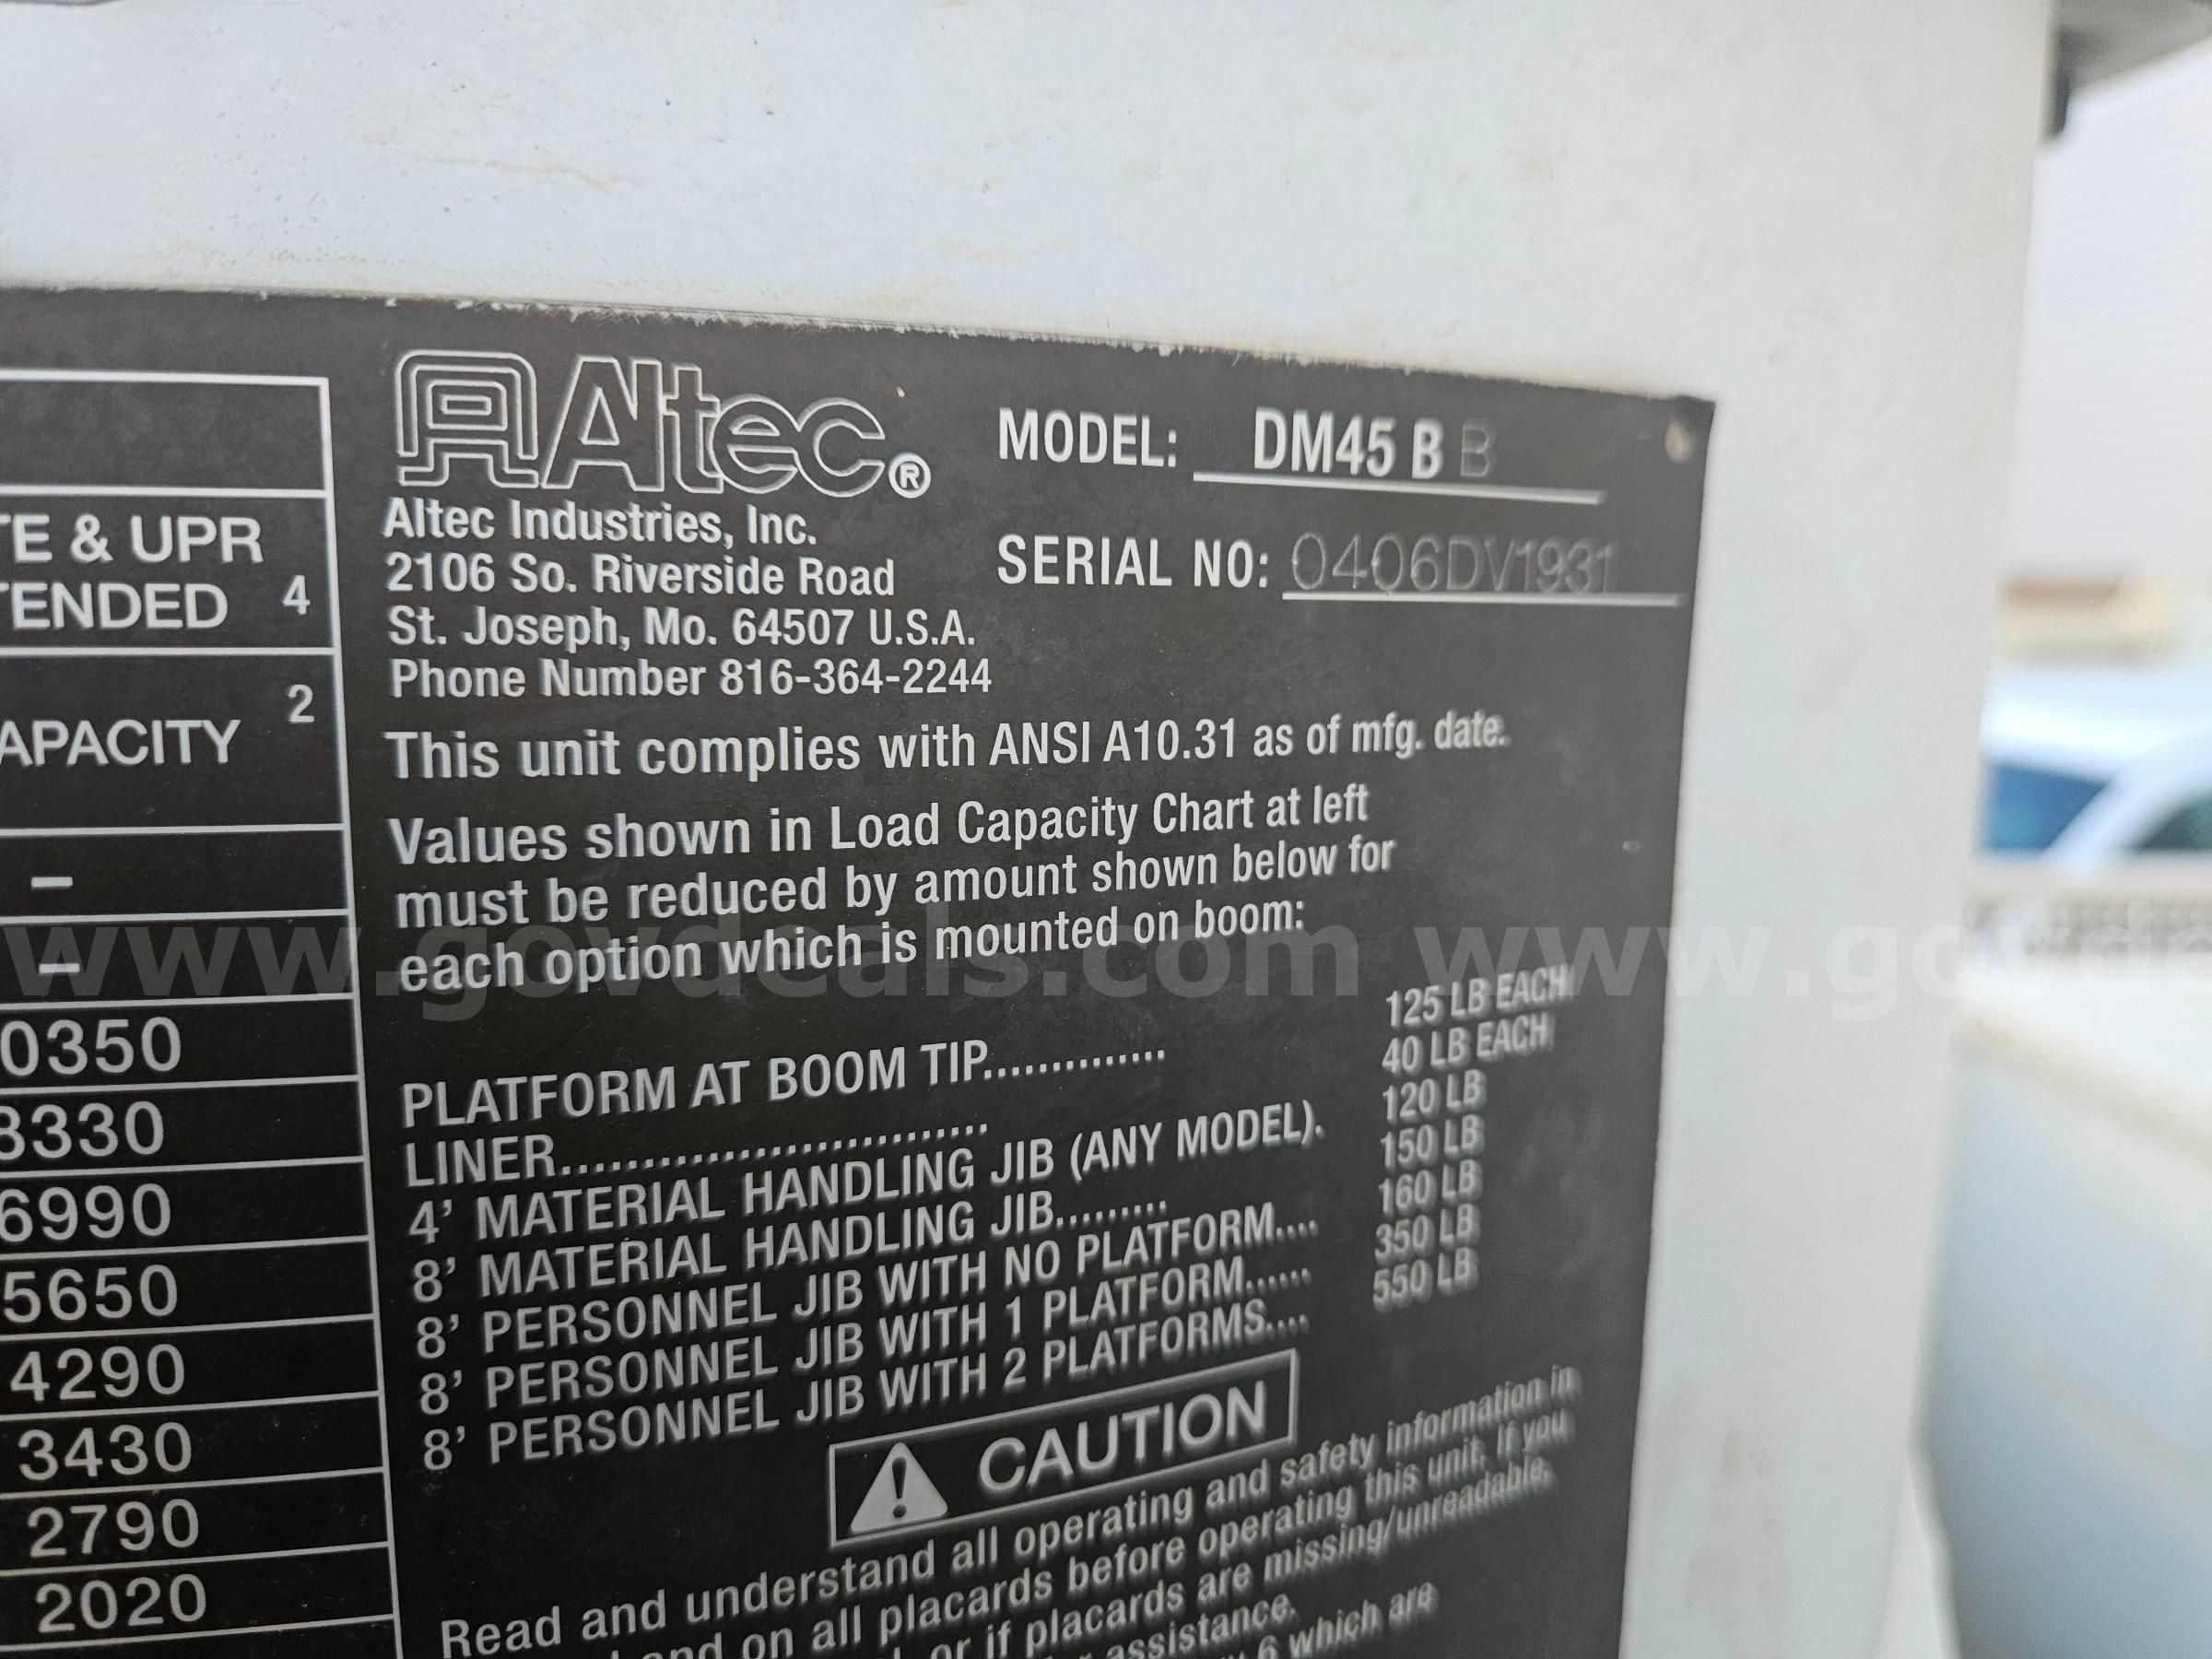 TE & UPR
TENDED 4
APACITY 2
–
–
0350
8330
6990
5650
4290
3430
2790
2020
Altec®
Altec Industries, Inc.
2106 So. Riverside Road
St. Joseph, Mo. 64507 U.S.A.
Phone Number 816-364-2244
MODEL: DM45 B B
SERIAL NO: 0406DV1931
This unit complies with ANSI A10.31 as of mfg. date.
Values shown in Load Capacity Chart at left
must be reduced by amount shown below for
each option which is mounted on boom:
PLATFORM AT BOOM TIP............. 125 LB EACH
LINER........................... 40 LB EACH
4' MATERIAL HANDLING JIB (ANY MODEL). 120 LB
8' MATERIAL HANDLING JIB......... 150 LB
8' PERSONNEL JIB WITH NO PLATFORM.... 160 LB
8' PERSONNEL JIB WITH 1 PLATFORM...... 350 LB
8' PERSONNEL JIB WITH 2 PLATFORMS.... 550 LB
CAUTION
Read and understand all operating and safety information in
and on all placards before operating this unit. If you
or if placards are missing/unreadable,
assistance.
6 which are
www.govdeals.com www.govdea